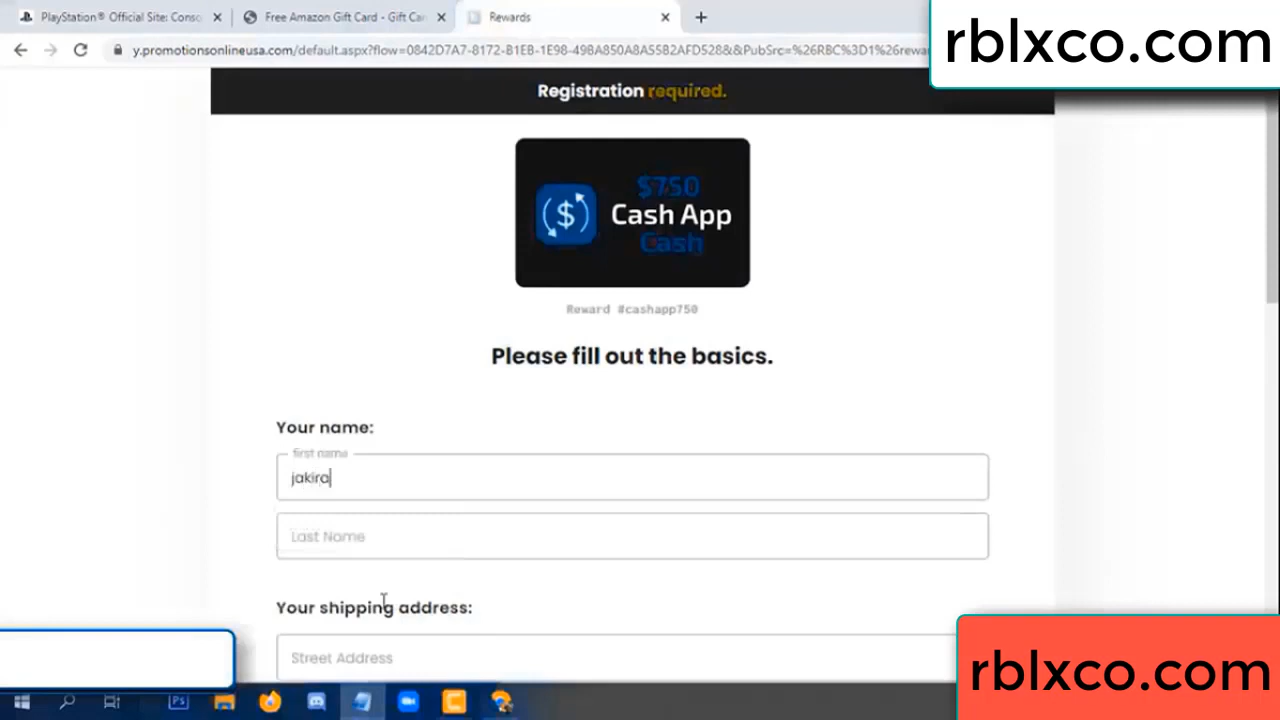 PlayStation® Official Site: Conso
Free Amazon Gift Card - Gift Car
Rewards
y.promotionsonlineusa.com/default.aspx?flow=0842D7A7-8172-B1EB-1E98-49BA850A8A55B2AFD528&&PubSrc=%26RBC%3D1%26rewar
rblxco.com
Registration required.
$750
Cash App
Cash
Reward #cashapp750
Please fill out the basics.
Your name:
first name
jakira
Last Name
Your shipping address:
Street Address
rblxco.com
Ps